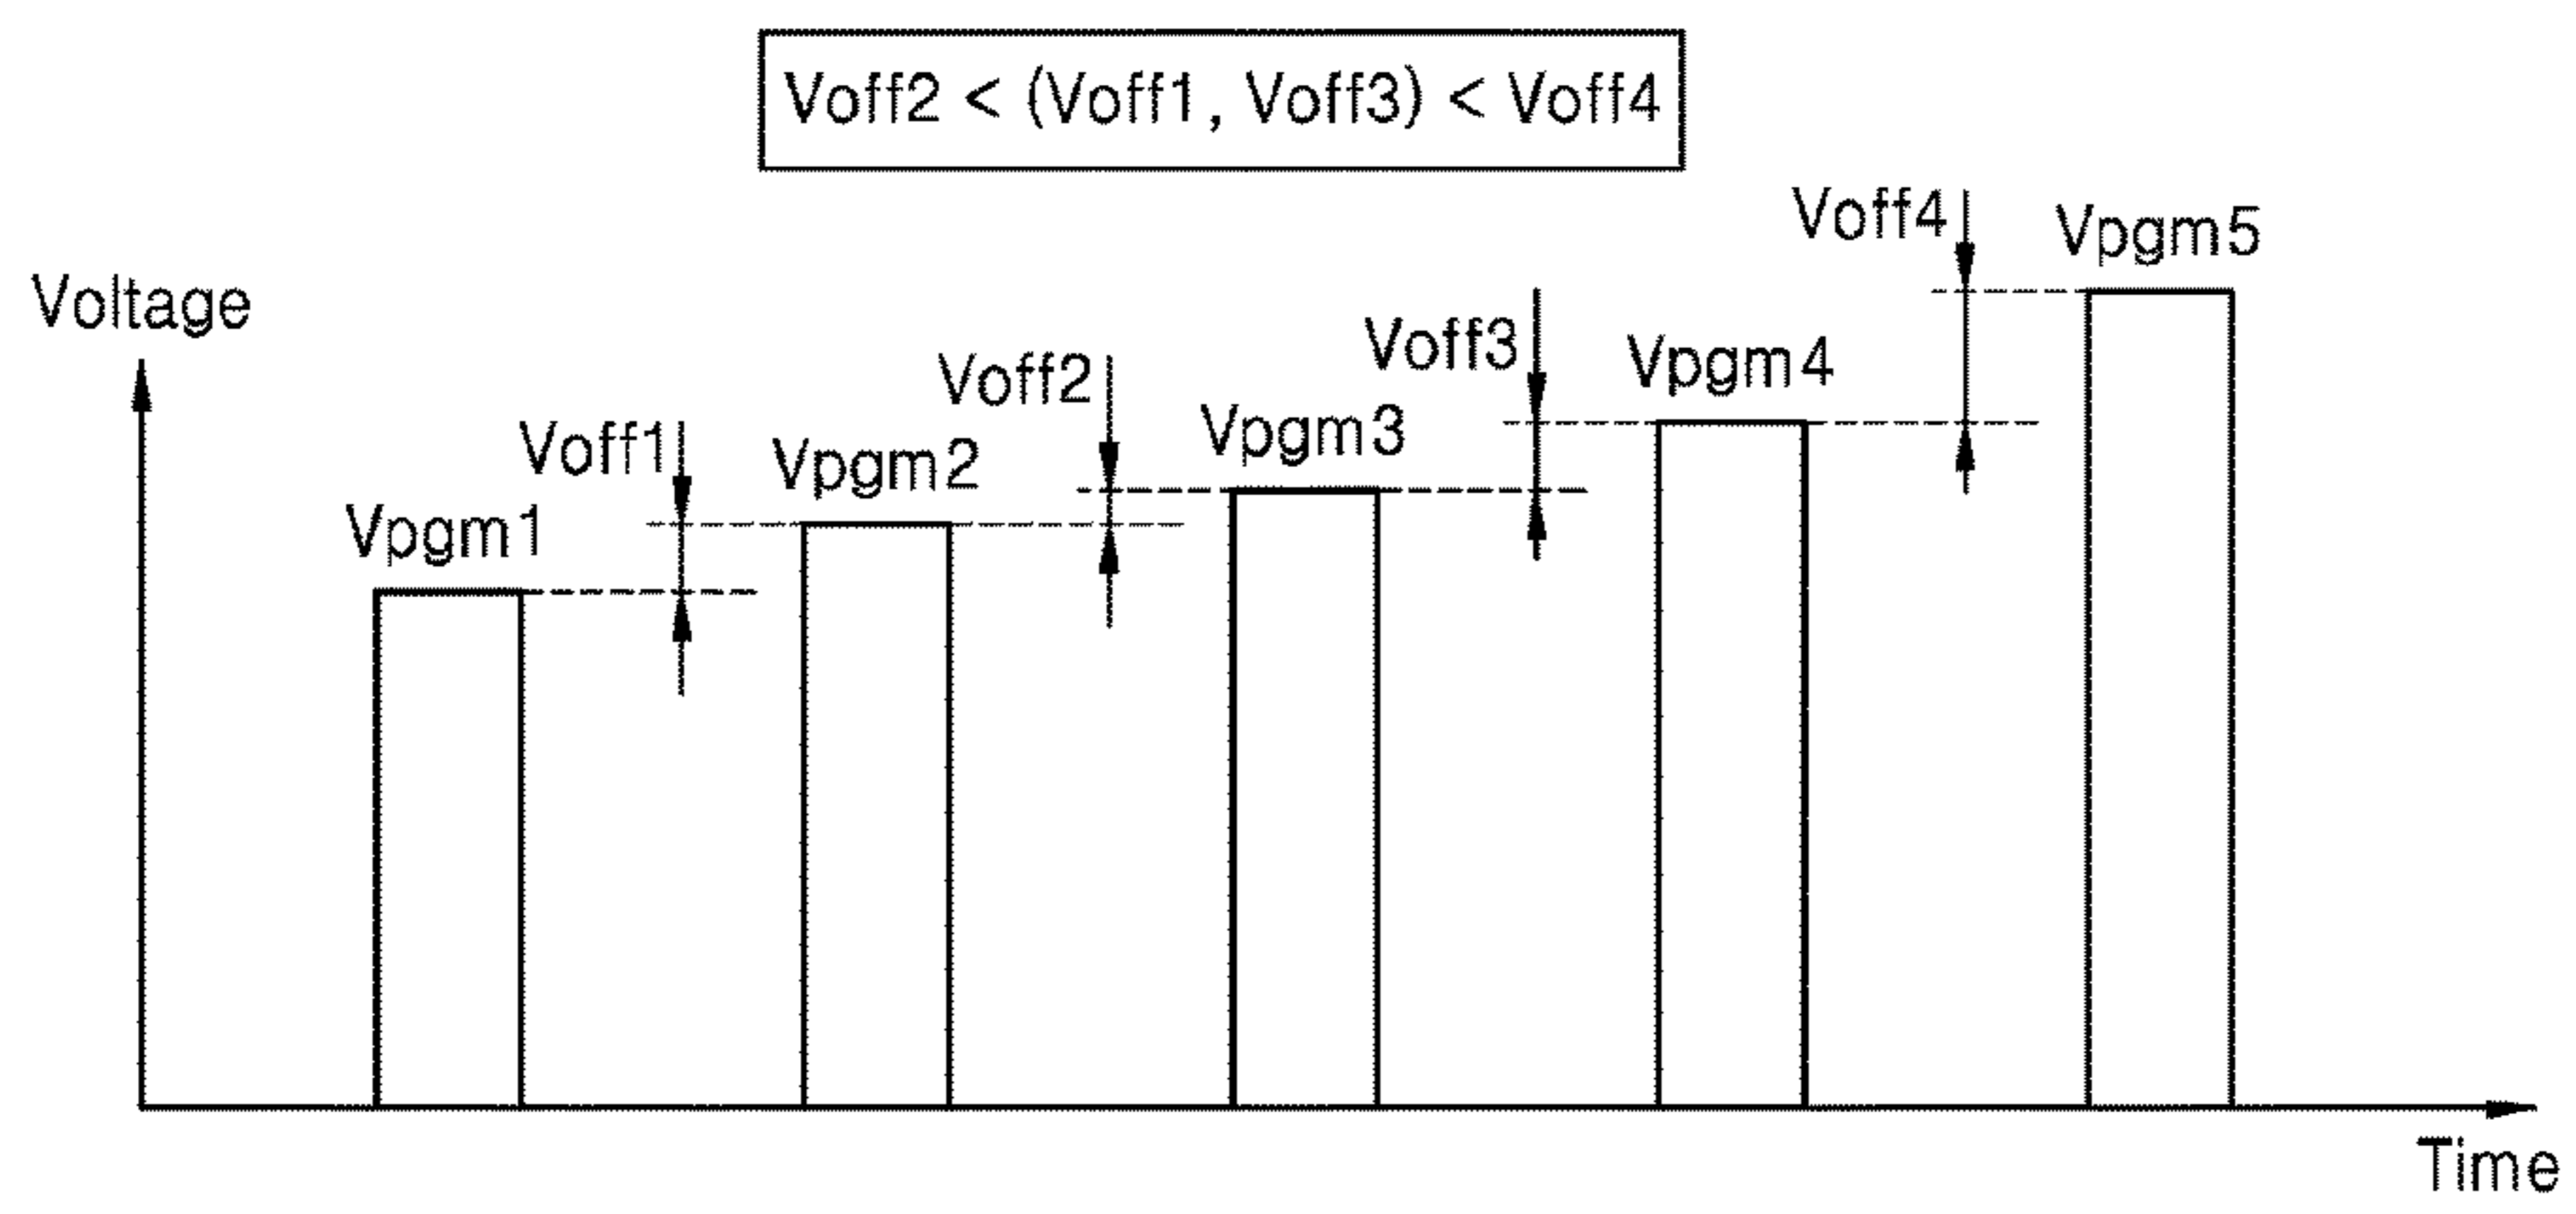 Voff2 < (Voff1, Voff3) < Voff4
Voltage
Vpgm1
Voff1
Vpgm2
Voff2
Vpgm3
Voff3
Vpgm4
Voff4
Vpgm5
Time